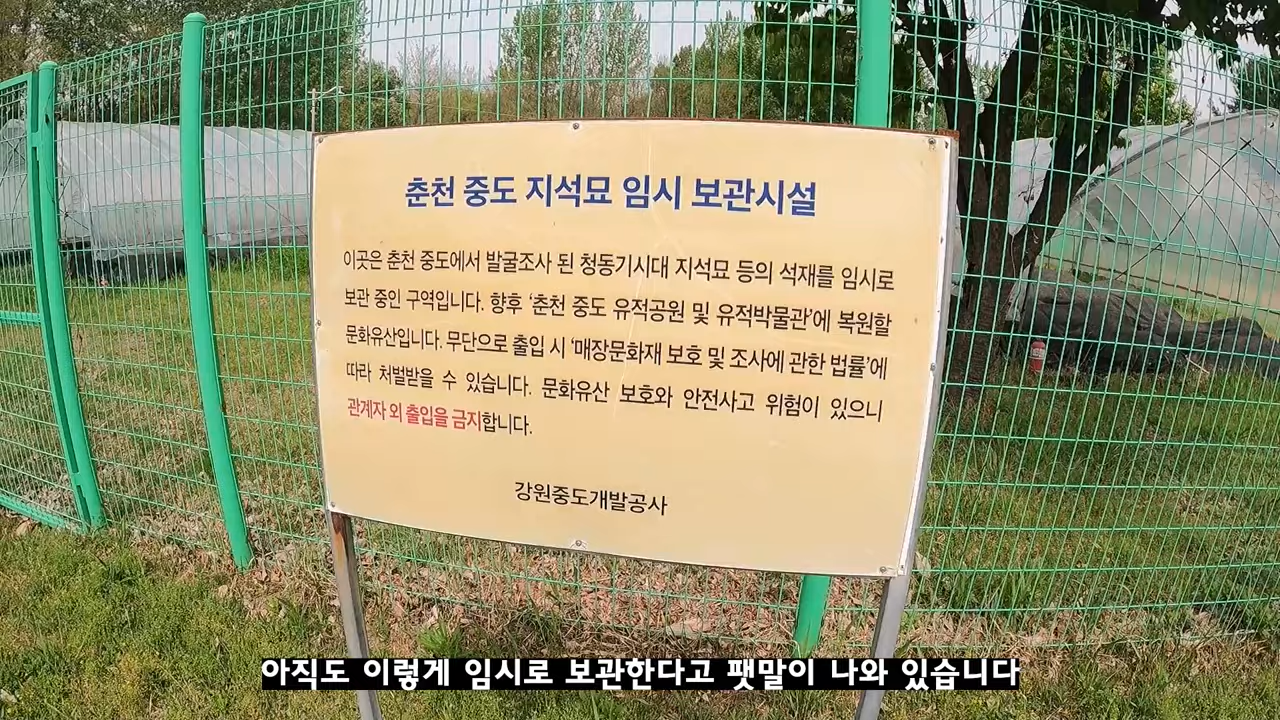 춘천 중도 지석묘 임시 보관시설
이곳은 춘천 중도에서 발굴조사 된 청동기시대 지석묘 등의 석재를 임시로
보관 중인 구역입니다. 향후 '춘천 중도 유적공원 및 유적박물관'에 복원할
문화유산입니다. 무단으로 출입 시 '매장문화재 보호 및 조사에 관한 법률'에
따라 처벌받을 수 있습니다. 문화유산 보호와 안전사고 위험이 있으니
관계자 외 출입을 금지합니다.
강원중도개발공사
아직도 이렇게 임시로 보관한다고 팻말이 나와 있습니다